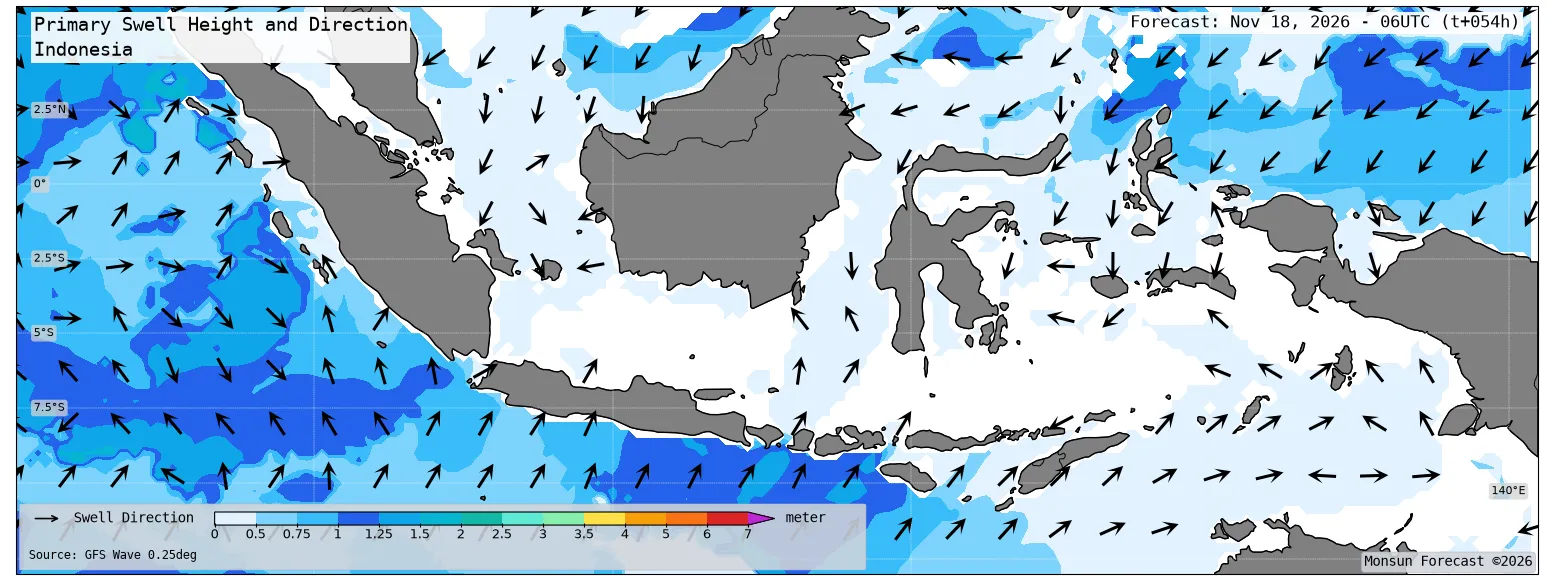 Primary Swell Height and Direction
Indonesia
Forecast: Nov 18, 2026 - 06UTC (t+054h)
2.5°N
0°
2.5°S
5°S
7.5°S
140°E
Swell Direction
meter
0 0.5 0.75 1 1.25 1.5 2 2.5 3 3.5 4 5 6 7
Source: GFS Wave 0.25deg
Monsun Forecast ©2026